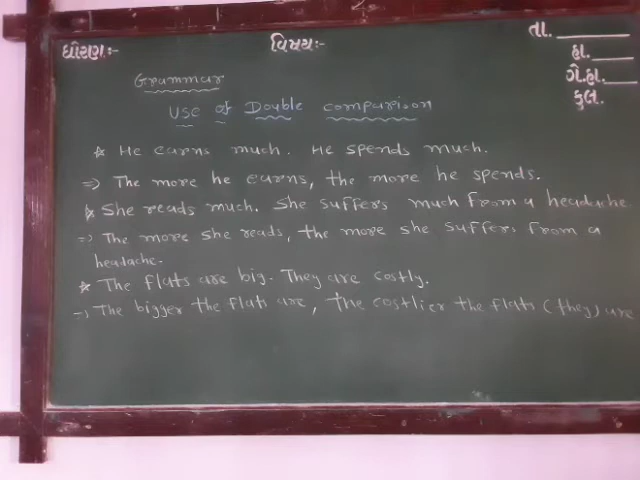 ધોરણ:-
વિષય:-
તા.
હા.
ગે.હા.
કુલ.
Grammar
Use of Double comparison
* He earns much. He spends much.
⇒ The more he earns, the more he spends.
* She reads much. She suffers much from a headache
⇒ The more she reads, the more she suffers from a
headache.
* The flats are big. They are costly.
⇒ The bigger the flats are, the costlier the flats (they) are